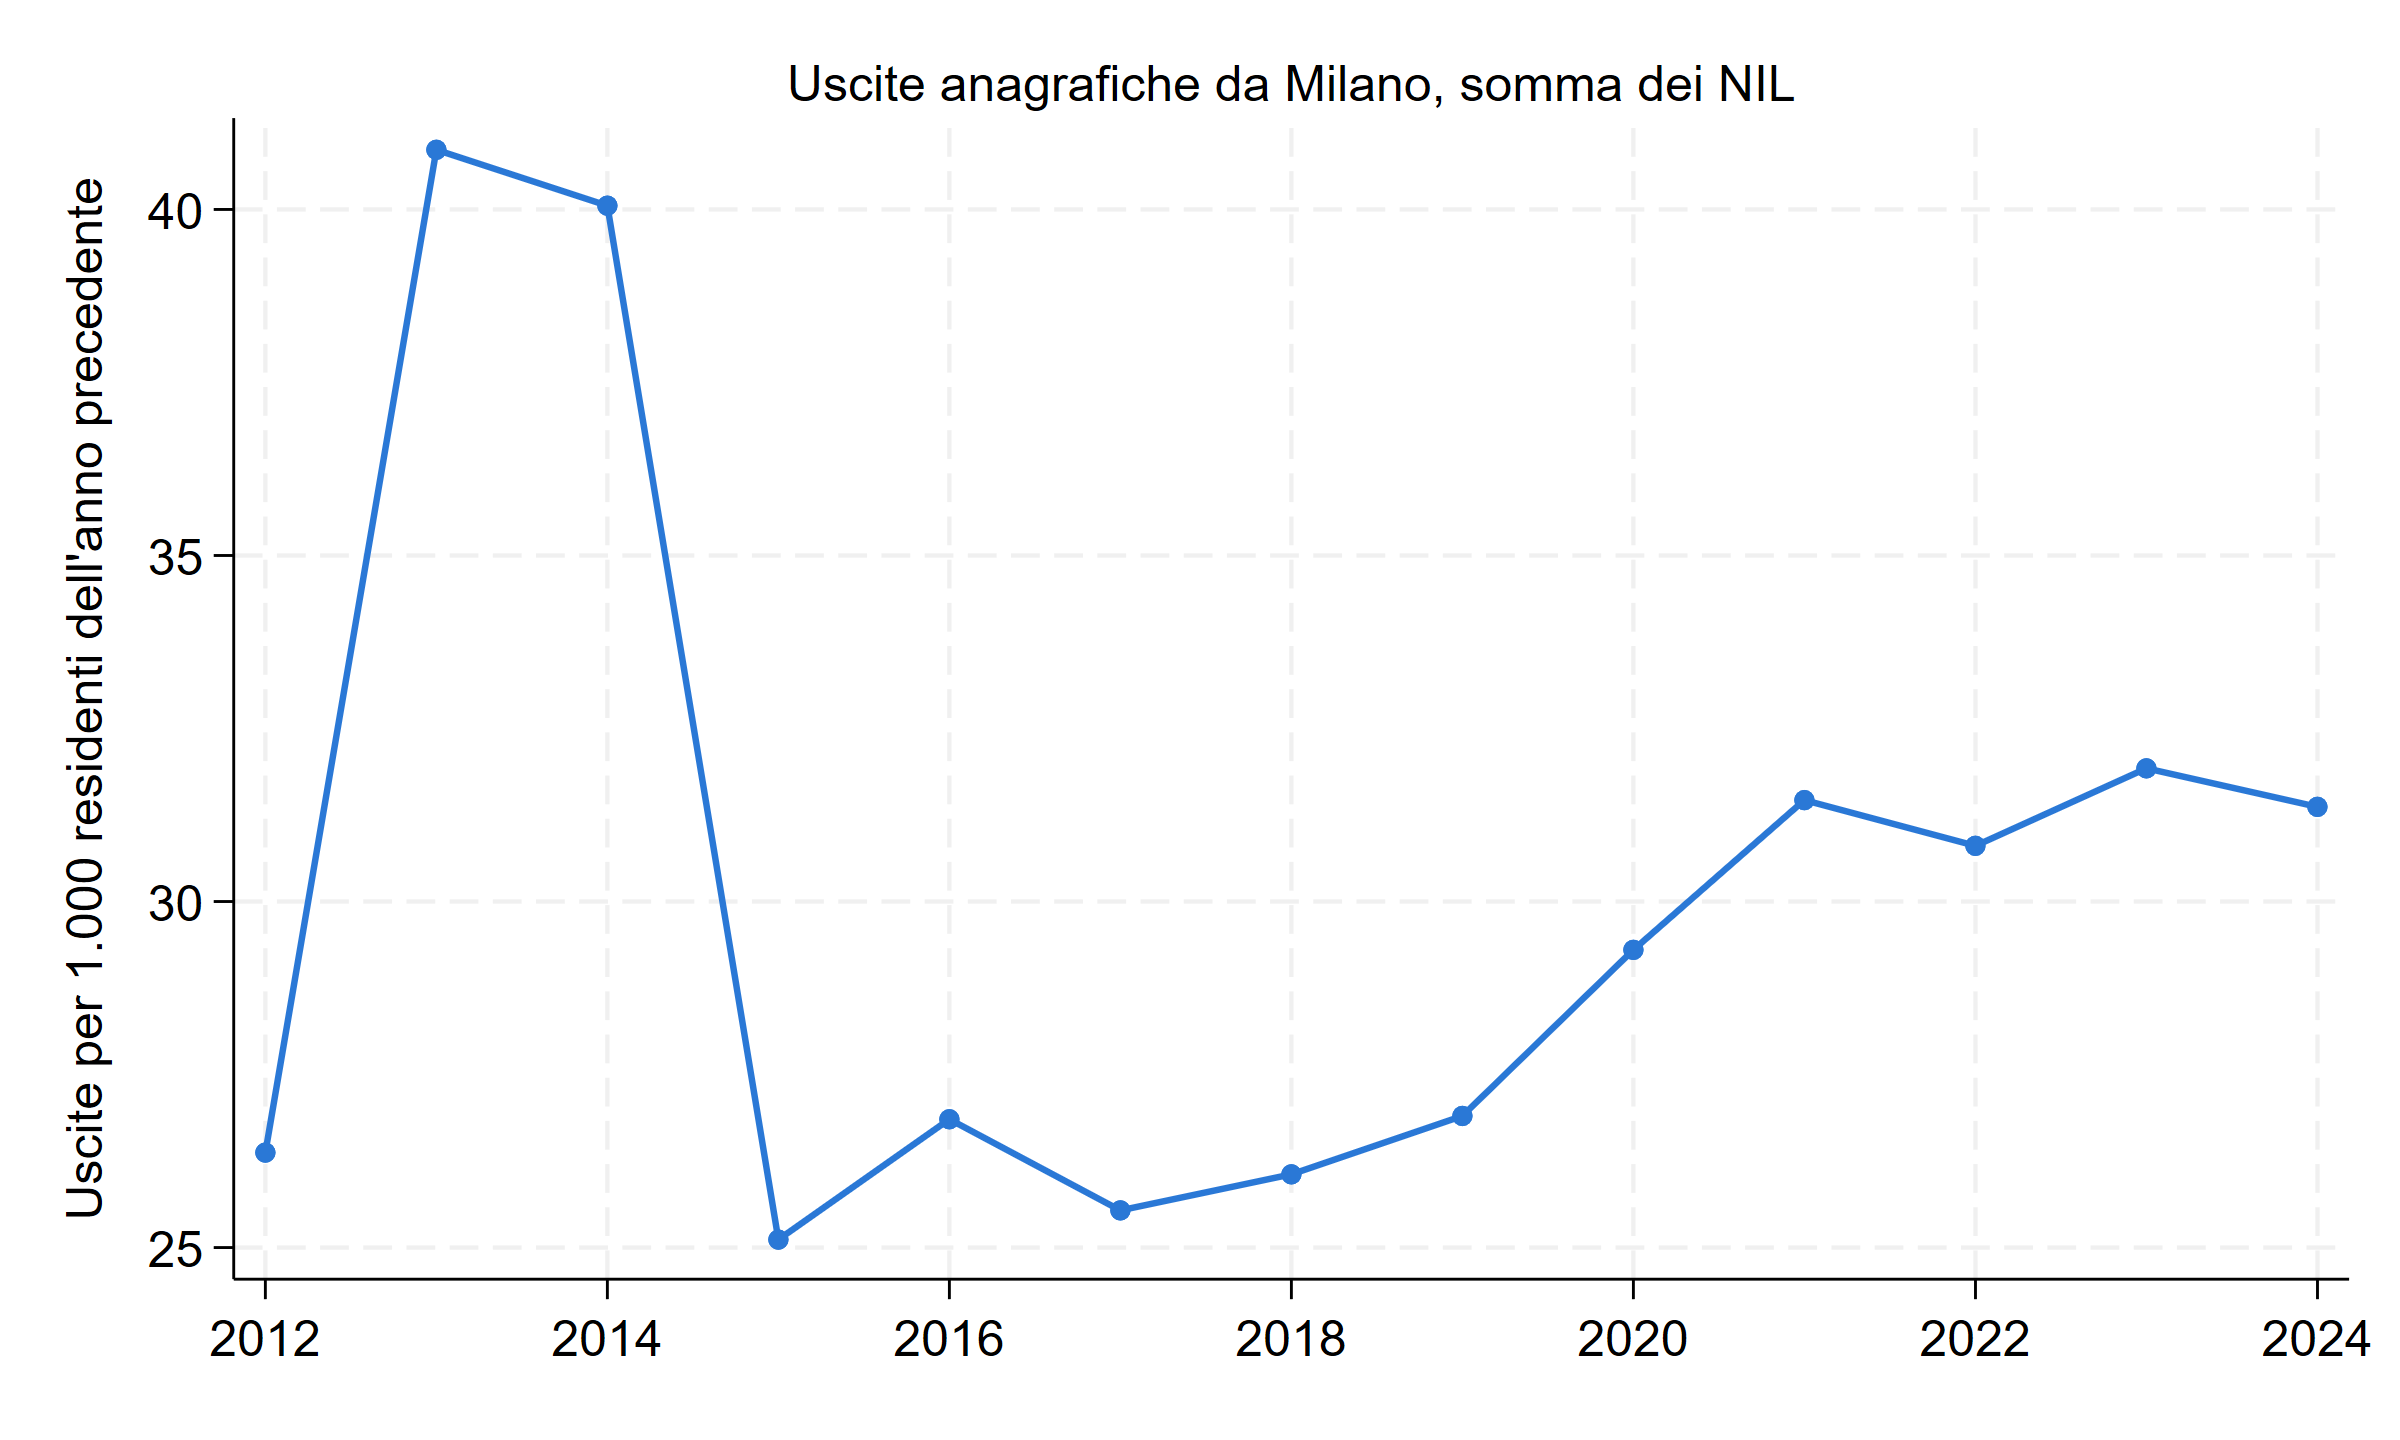 Uscite anagrafiche da Milano, somma dei NIL
Uscite per 1.000 residenti dell'anno precedente
40
35
30
25
2012 2014 2016 2018 2020 2022 2024